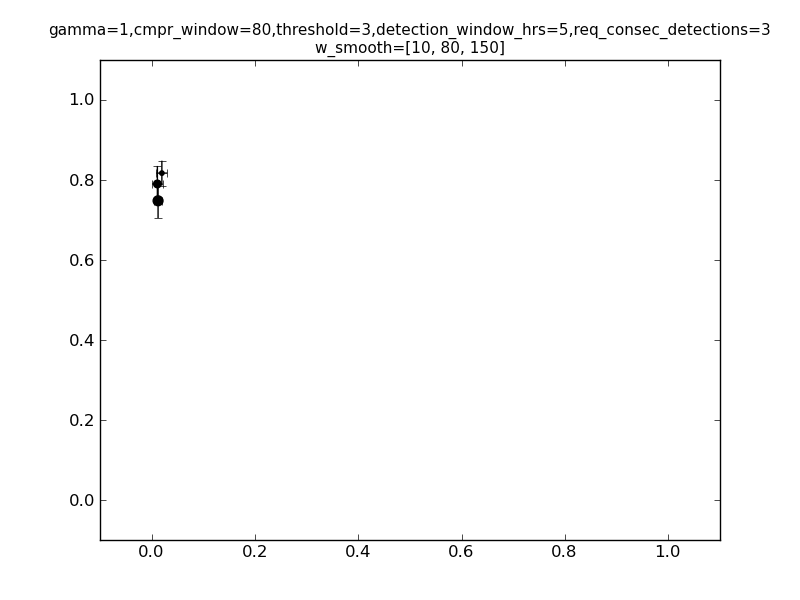 gamma=1,cmpr_window=80,threshold=3,detection_window_hrs=5,req_consec_detections=3
w_smooth=[10, 80, 150]
1.0
0.8
0.6
0.4
0.2
0.0
0.0 0.2 0.4 0.6 0.8 1.0